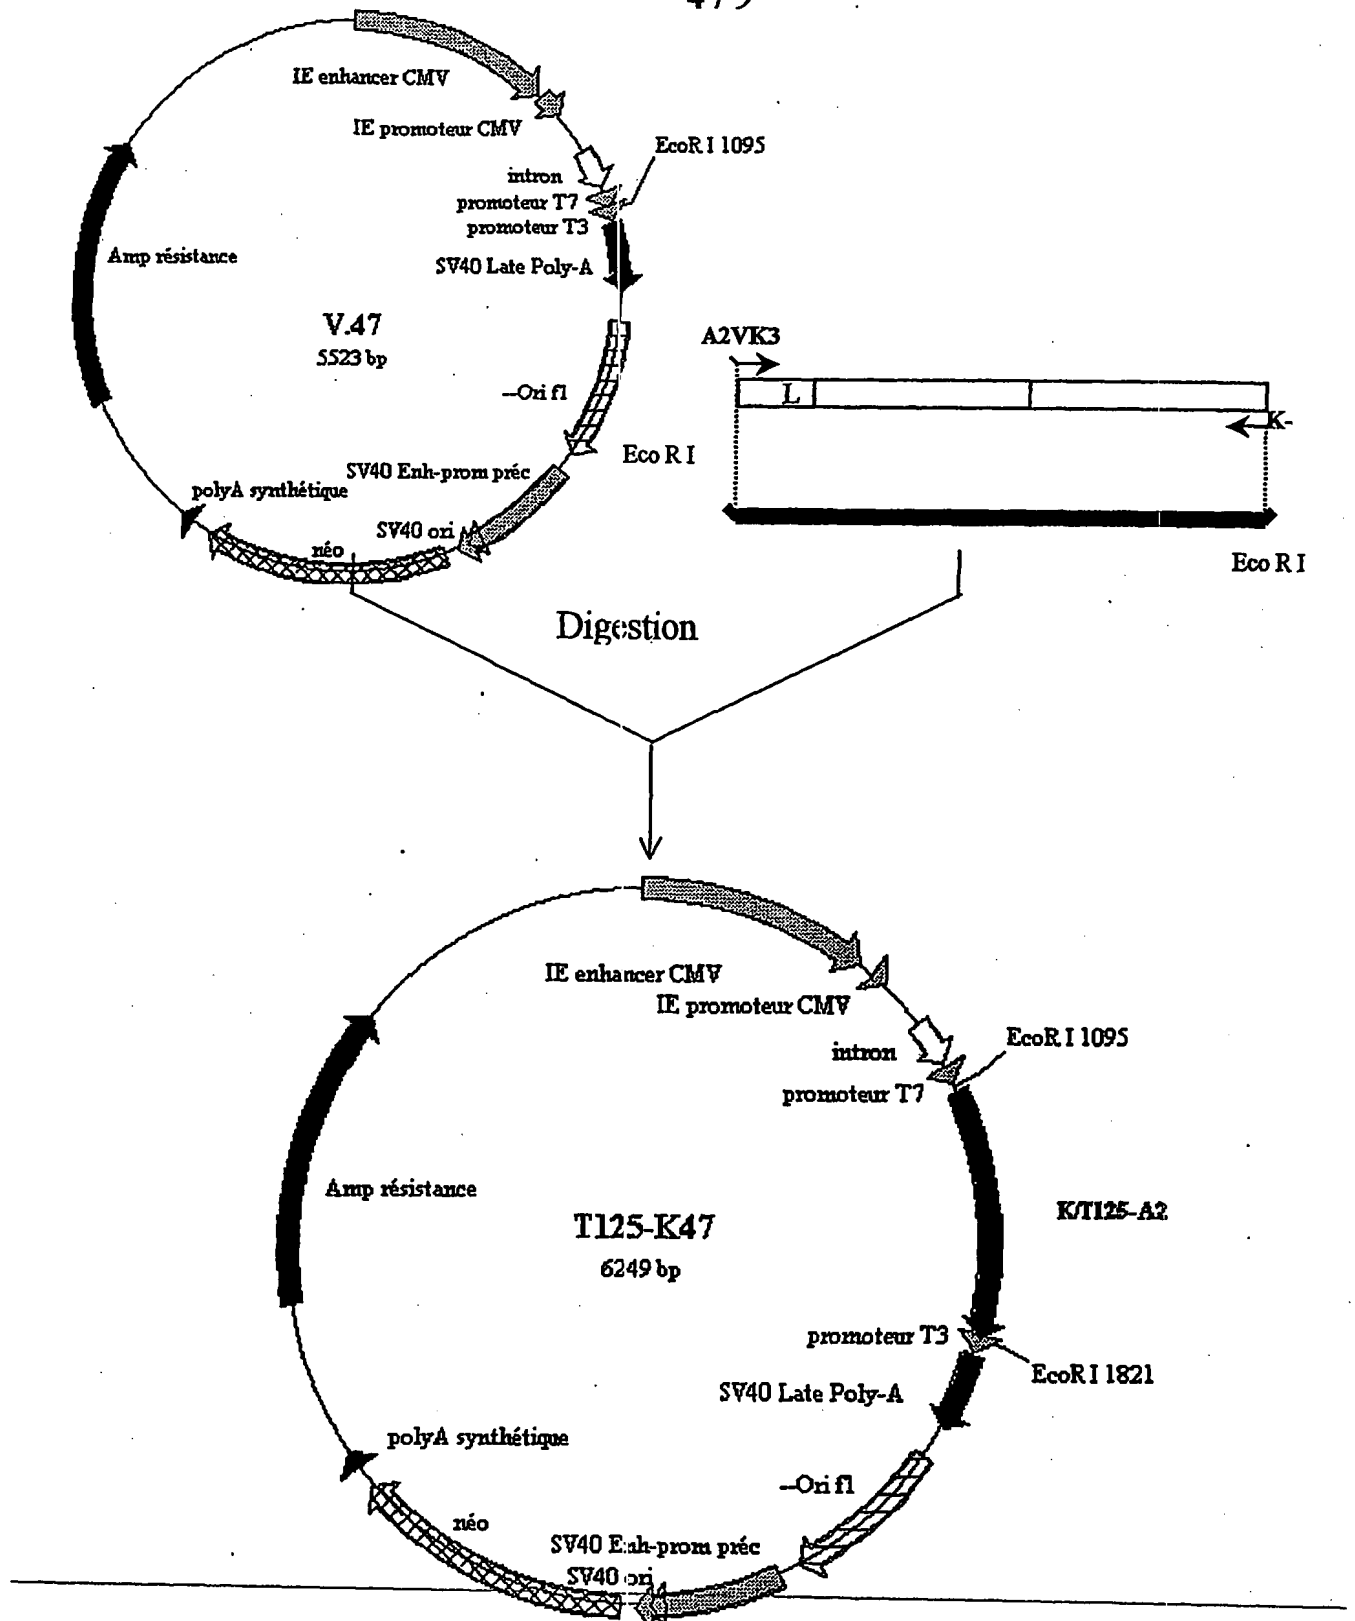 4/9
IE enhancer CMV
IE promoteur CMV
EcoR I 1095
intron
promoteur T7
promoteur T3
SV40 Late Poly-A
Amp résistance
V.47
5523 bp
--Ori f1
Eco R I
SV40 Enh-prom préc
polyA synthétique
SV40 ori
néo
A2VK3
L
K-
Eco R I
Digestion
IE enhancer CMV
IE promoteur CMV
intron
EcoR I 1095
promoteur T7
Amp résistance
T125-K47
6249 bp
K/T125-A2
promoteur T3
EcoR I 1821
SV40 Late Poly-A
polyA synthétique
--Ori f1
néo
SV40 Enh-prom préc
SV40 ori